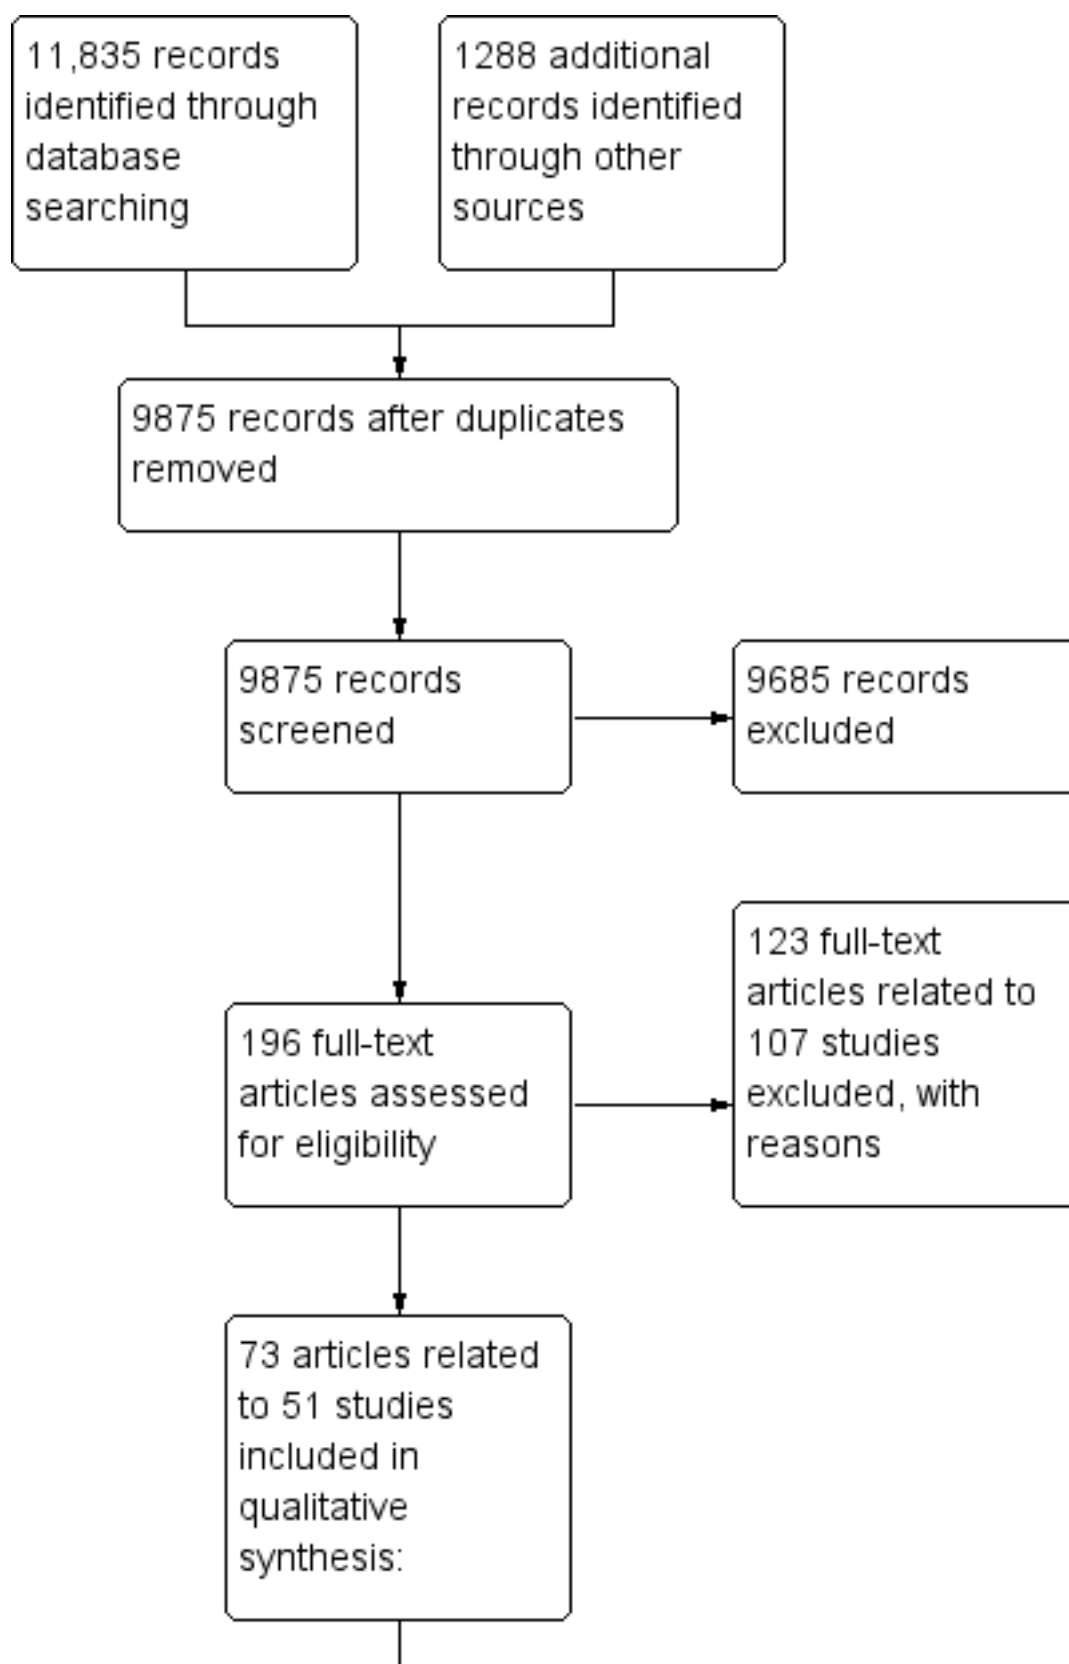 11,835 records
identified through
database
searching
1288 additional
records identified
through other
sources
9875 records after duplicates
removed
9875 records
screened
9685 records
excluded
196 full-text
articles assessed
for eligibility
123 full-text
articles related to
107 studies
excluded, with
reasons
73 articles related
to 51 studies
included in
qualitative
synthesis: